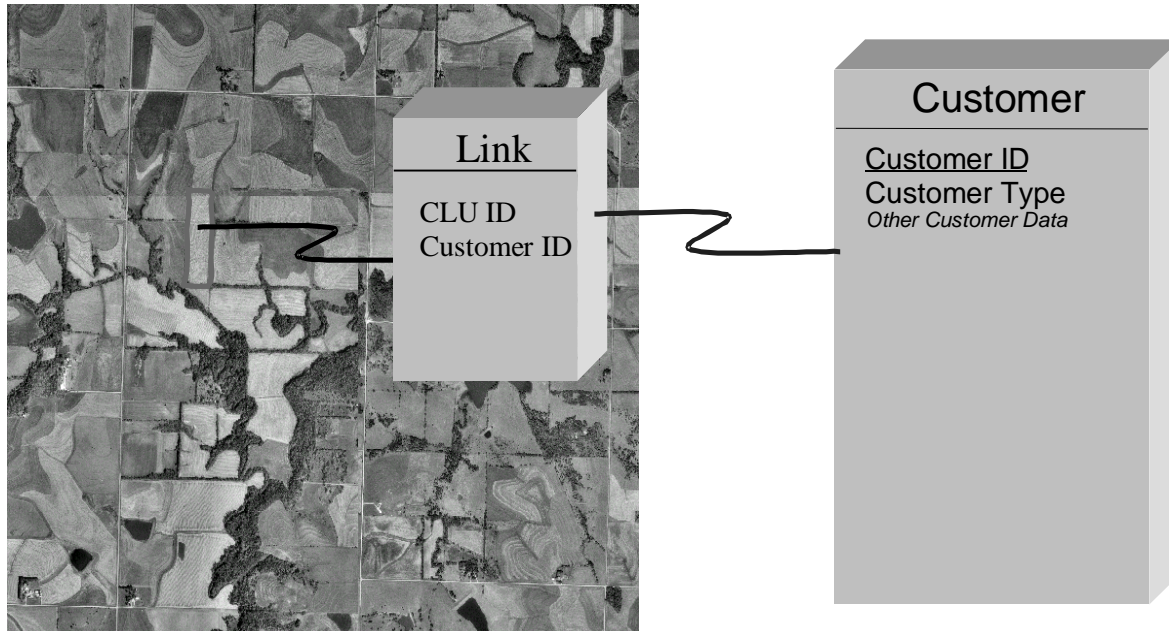 Link
CLU ID
Customer ID
Customer
Customer ID
Customer Type
Other Customer Data